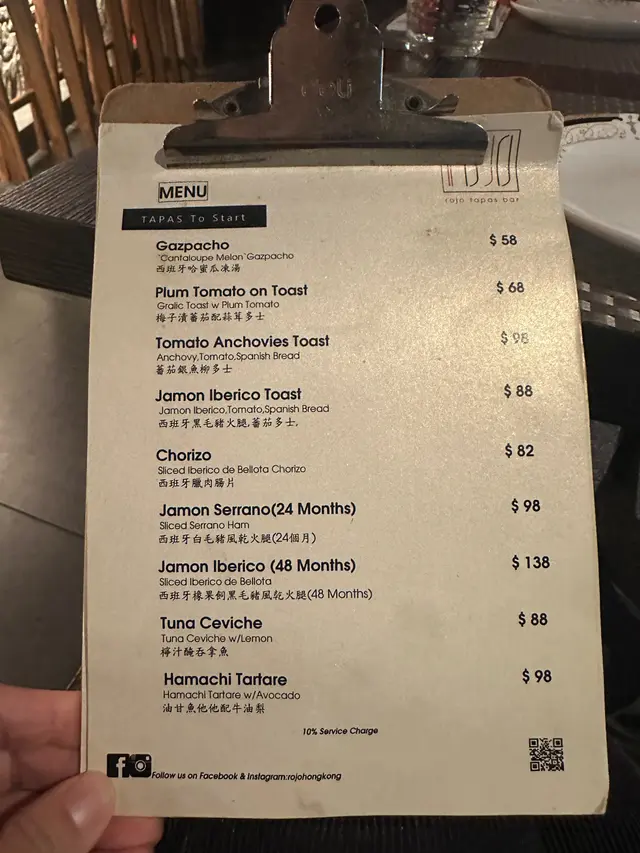 MENU
rojo tapas bar
TAPAS To Start
Gazpacho $ 58
`Cantaloupe Melon`Gazpacho
西班牙哈蜜瓜凍湯
Plum Tomato on Toast $ 68
Gralic Toast w Plum Tomato
梅子漬蕃茄配蒜茸多士
Tomato Anchovies Toast $ 98
Anchovy,Tomato,Spanish Bread
蕃茄銀魚柳多士
Jamon Iberico Toast $ 88
Jamon Iberico,Tomato,Spanish Bread
西班牙黑毛豬火腿,蕃茄多士,
Chorizo $ 82
Sliced Iberico de Bellota Chorizo
西班牙臘肉腸片
Jamon Serrano(24 Months) $ 98
Sliced Serrano Ham
西班牙白毛豬風乾火腿(24個月)
Jamon Iberico (48 Months) $ 138
Sliced Iberico de Bellota
西班牙橡果飼黑毛豬風乾火腿(48 Months)
Tuna Ceviche $ 88
Tuna Ceviche w/Lemon
檸汁醃吞拿魚
Hamachi Tartare $ 98
Hamachi Tartare w/Avocado
油甘魚他他配牛油梨
10% Service Charge
Follow us on Facebook & Instagram:rojohongkong